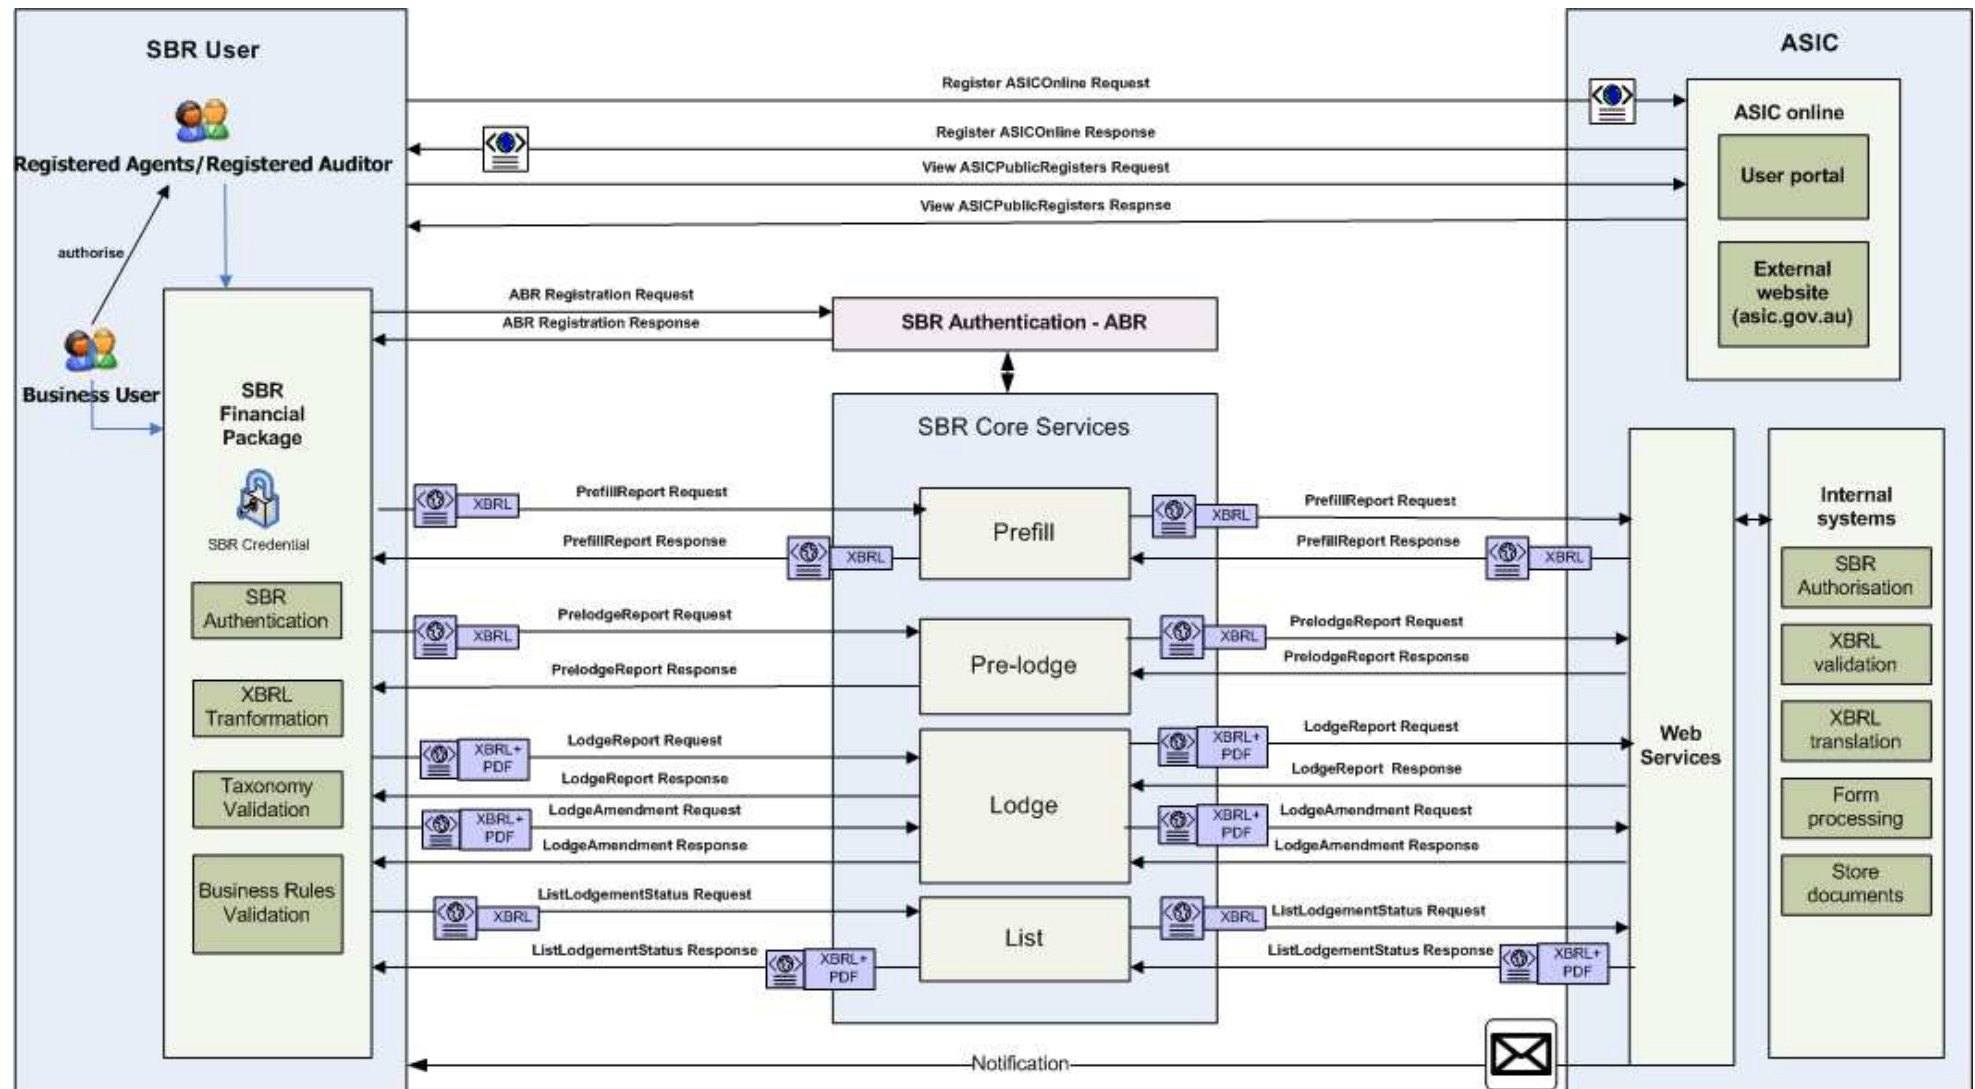 SBR User
Registered Agents/Registered Auditor
authorise
Business User
SBR
Financial
Package
SBR Credential
SBR
Authentication
XBRL
Tranformation
Taxonomy
Validation
Business Rules
Validation
Register ASICOnline Request
Register ASICOnline Response
View ASICPublicRegisters Request
View ASICPublicRegisters Respnse
ABR Registration Request
ABR Registration Response
SBR Authentication - ABR
SBR Core Services
XBRL
PrefillReport Request
PrefillReport Response
XBRL
Prefill
XBRL
PrefillReport Request
PrefillReport Response
XBRL
XBRL
PrelodgeReport Request
PrelodgeReport Response
Pre-lodge
XBRL
PrelodgeReport Request
PrelodgeReport Response
XBRL+
PDF
LodgeReport Request
LodgeReport Response
XBRL+
PDF
LodgeAmendment Request
LodgeAmendment Response
Lodge
XBRL+
PDF
LodgeReport Request
LodgeReport Response
XBRL+
PDF
LodgeAmendment Request
LodgeAmendment Response
XBRL
ListLodgementStatus Request
ListLodgementStatus Response
XBRL+
PDF
List
XBRL
ListLodgementStatus Request
ListLodgementStatus Response
XBRL+
PDF
Notification
ASIC
ASIC online
User portal
External
website
(asic.gov.au)
Web
Services
Internal
systems
SBR
Authorisation
XBRL
validation
XBRL
translation
Form
processing
Store
documents